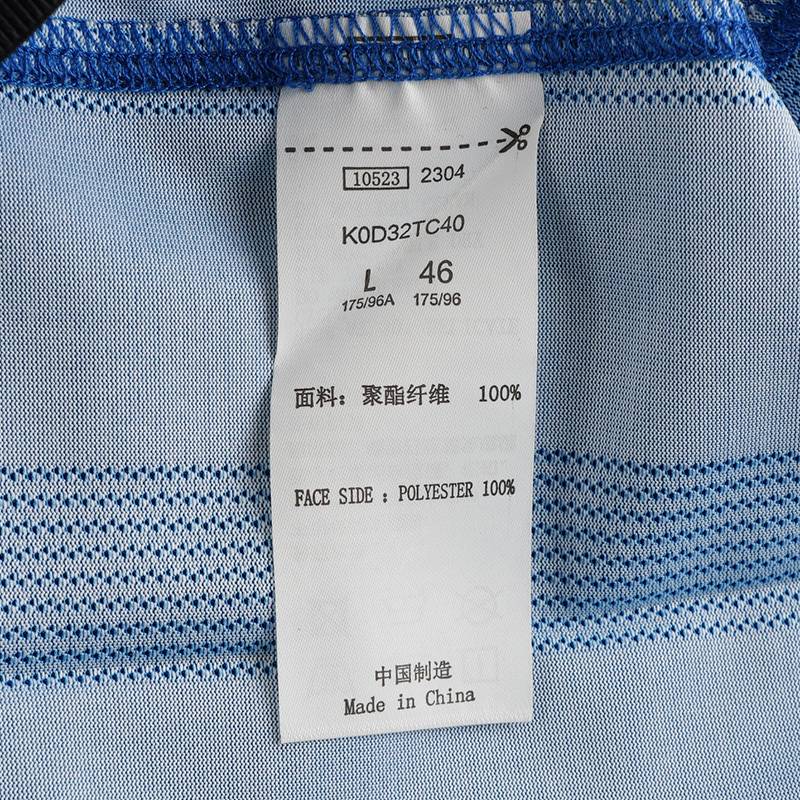 10523 2304
K0D32TC40
L 46
175/96A 175/96
面料：聚酯纤维 100%
FACE SIDE : POLYESTER 100%
中国制造
Made in China